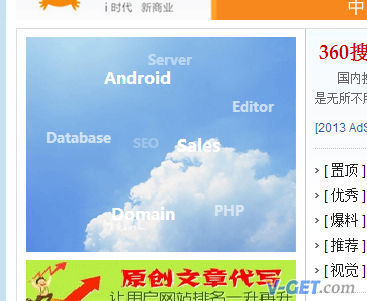 i 时代 新商业
中
Server
Android
Editor
Database
SEO
Sales
Domain
PHP
360搜
国内搜
是无所不
[2013 AdS
› [置顶]
› [优秀]
› [爆料]
› [推荐]
› [视觉]
原创文章代写
让用户网站排名一升再升
V-GET.com